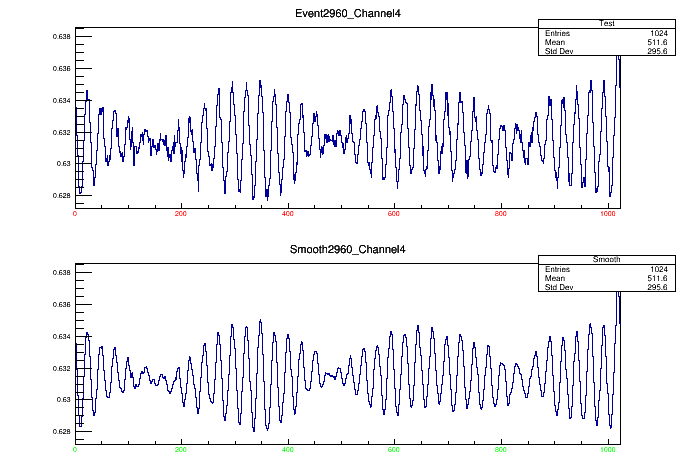 Event2960_Channel4
Test
Entries 1024
Mean 511.6
Std Dev 295.6
0.638
0.636
0.634
0.632
0.63
0.628
0 200 400 600 800 1000
Smooth2960_Channel4
Smooth
Entries 1024
Mean 511.6
Std Dev 295.6
0.638
0.636
0.634
0.632
0.63
0.628
0 200 400 600 800 1000